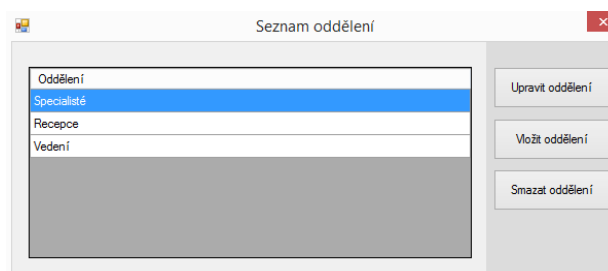 Seznam oddělení
Oddělení
Specialisté
Recepce
Vedení
Upravit oddělení
Vložit oddělení
Smazat oddělení